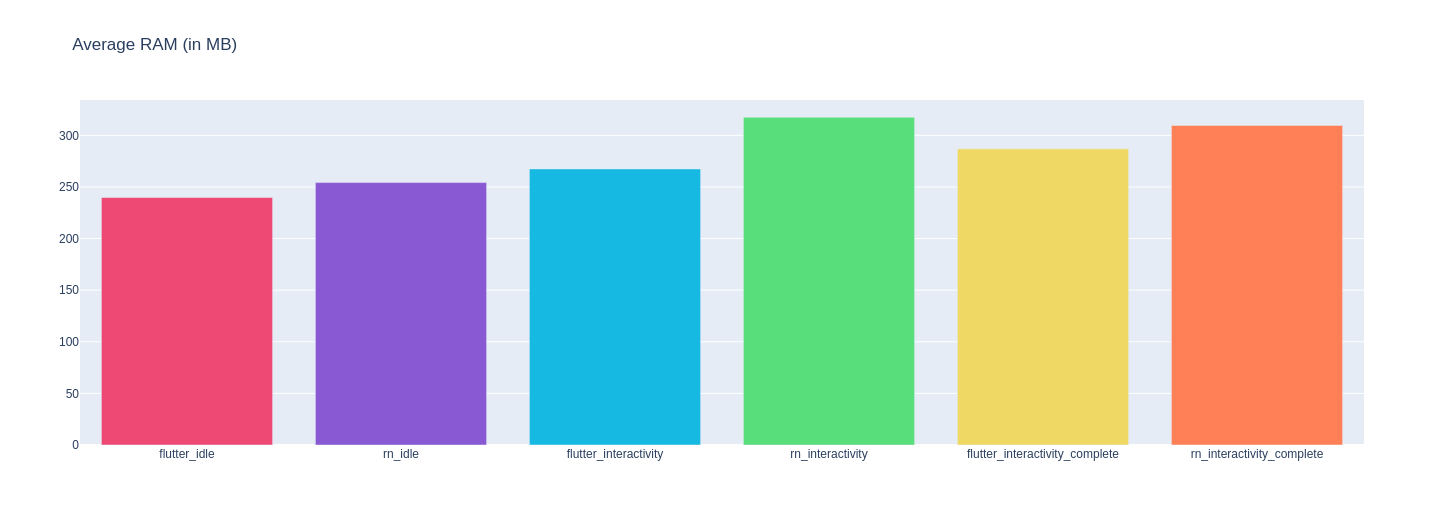 Average RAM (in MB)
300
250
200
150
100
50
0
flutter_idle
rn_idle
flutter_interactivity
rn_interactivity
flutter_interactivity_complete
rn_interactivity_complete